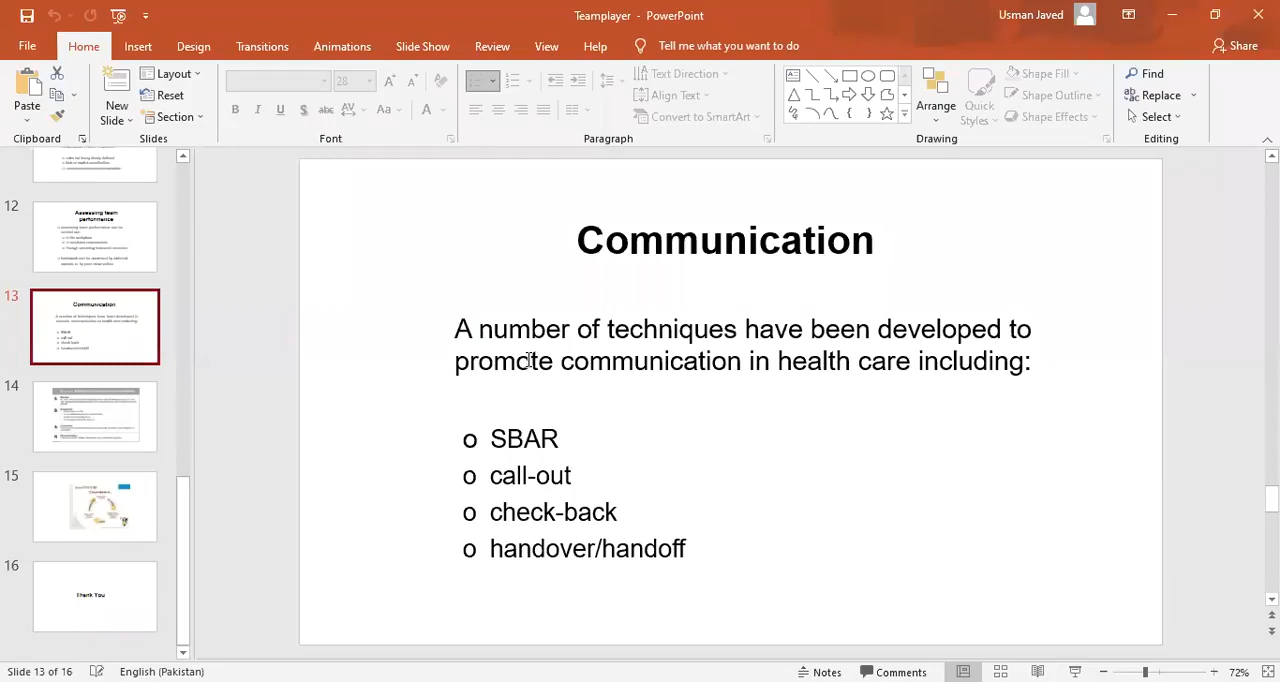 Teamplayer - PowerPoint
Usman Javed
File Home Insert Design Transitions Animations Slide Show Review View Help Tell me what you want to do Share
Paste
Clipboard
New Slide
Layout
Reset
Section
Slides
28
B I U S abc AV Aa A
Font
Text Direction
Align Text
Convert to SmartArt
Paragraph
Arrange
Quick Styles
Shape Fill
Shape Outline
Shape Effects
Drawing
Find
Replace
Select
Editing
12
Assessing team
performance
13
Communication
14
15
16
Thank You
Communication
A number of techniques have been developed to
promote communication in health care including:
o SBAR
o call-out
o check-back
o handover/handoff
Slide 13 of 16 English (Pakistan) Notes Comments 72%